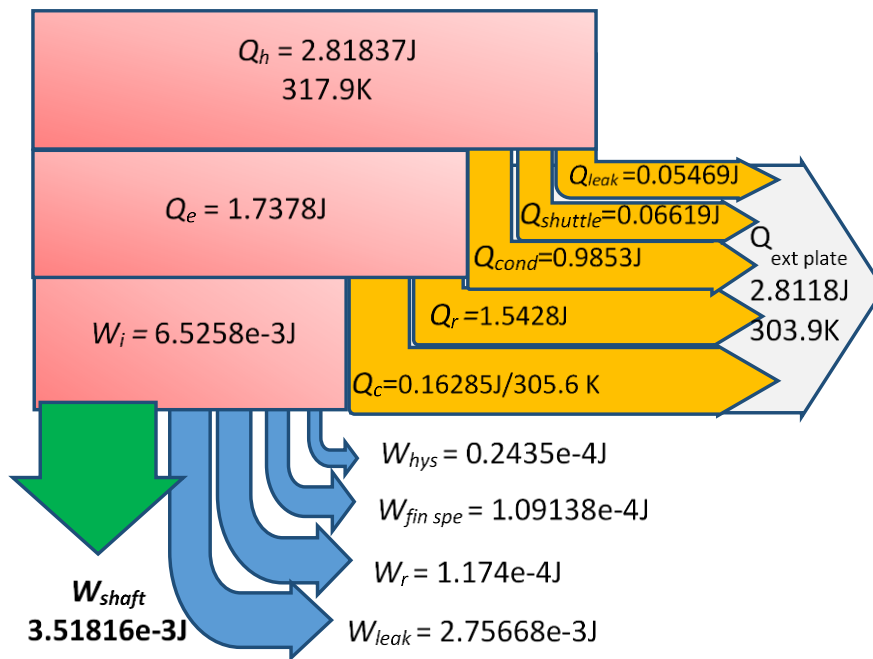 Qh = 2.81837J
317.9K
Qe = 1.7378J
Wi = 6.5258e-3J
Qleak=0.05469J
Qshuttle=0.06619J
Qcond=0.9853J
Qr=1.5428J
Qc=0.16285J/305.6 K
Q ext plate
2.8118J
303.9K
Whys = 0.2435e-4J
Wfin spe = 1.09138e-4J
Wr = 1.174e-4J
Wleak = 2.75668e-3J
Wshaft
3.51816e-3J